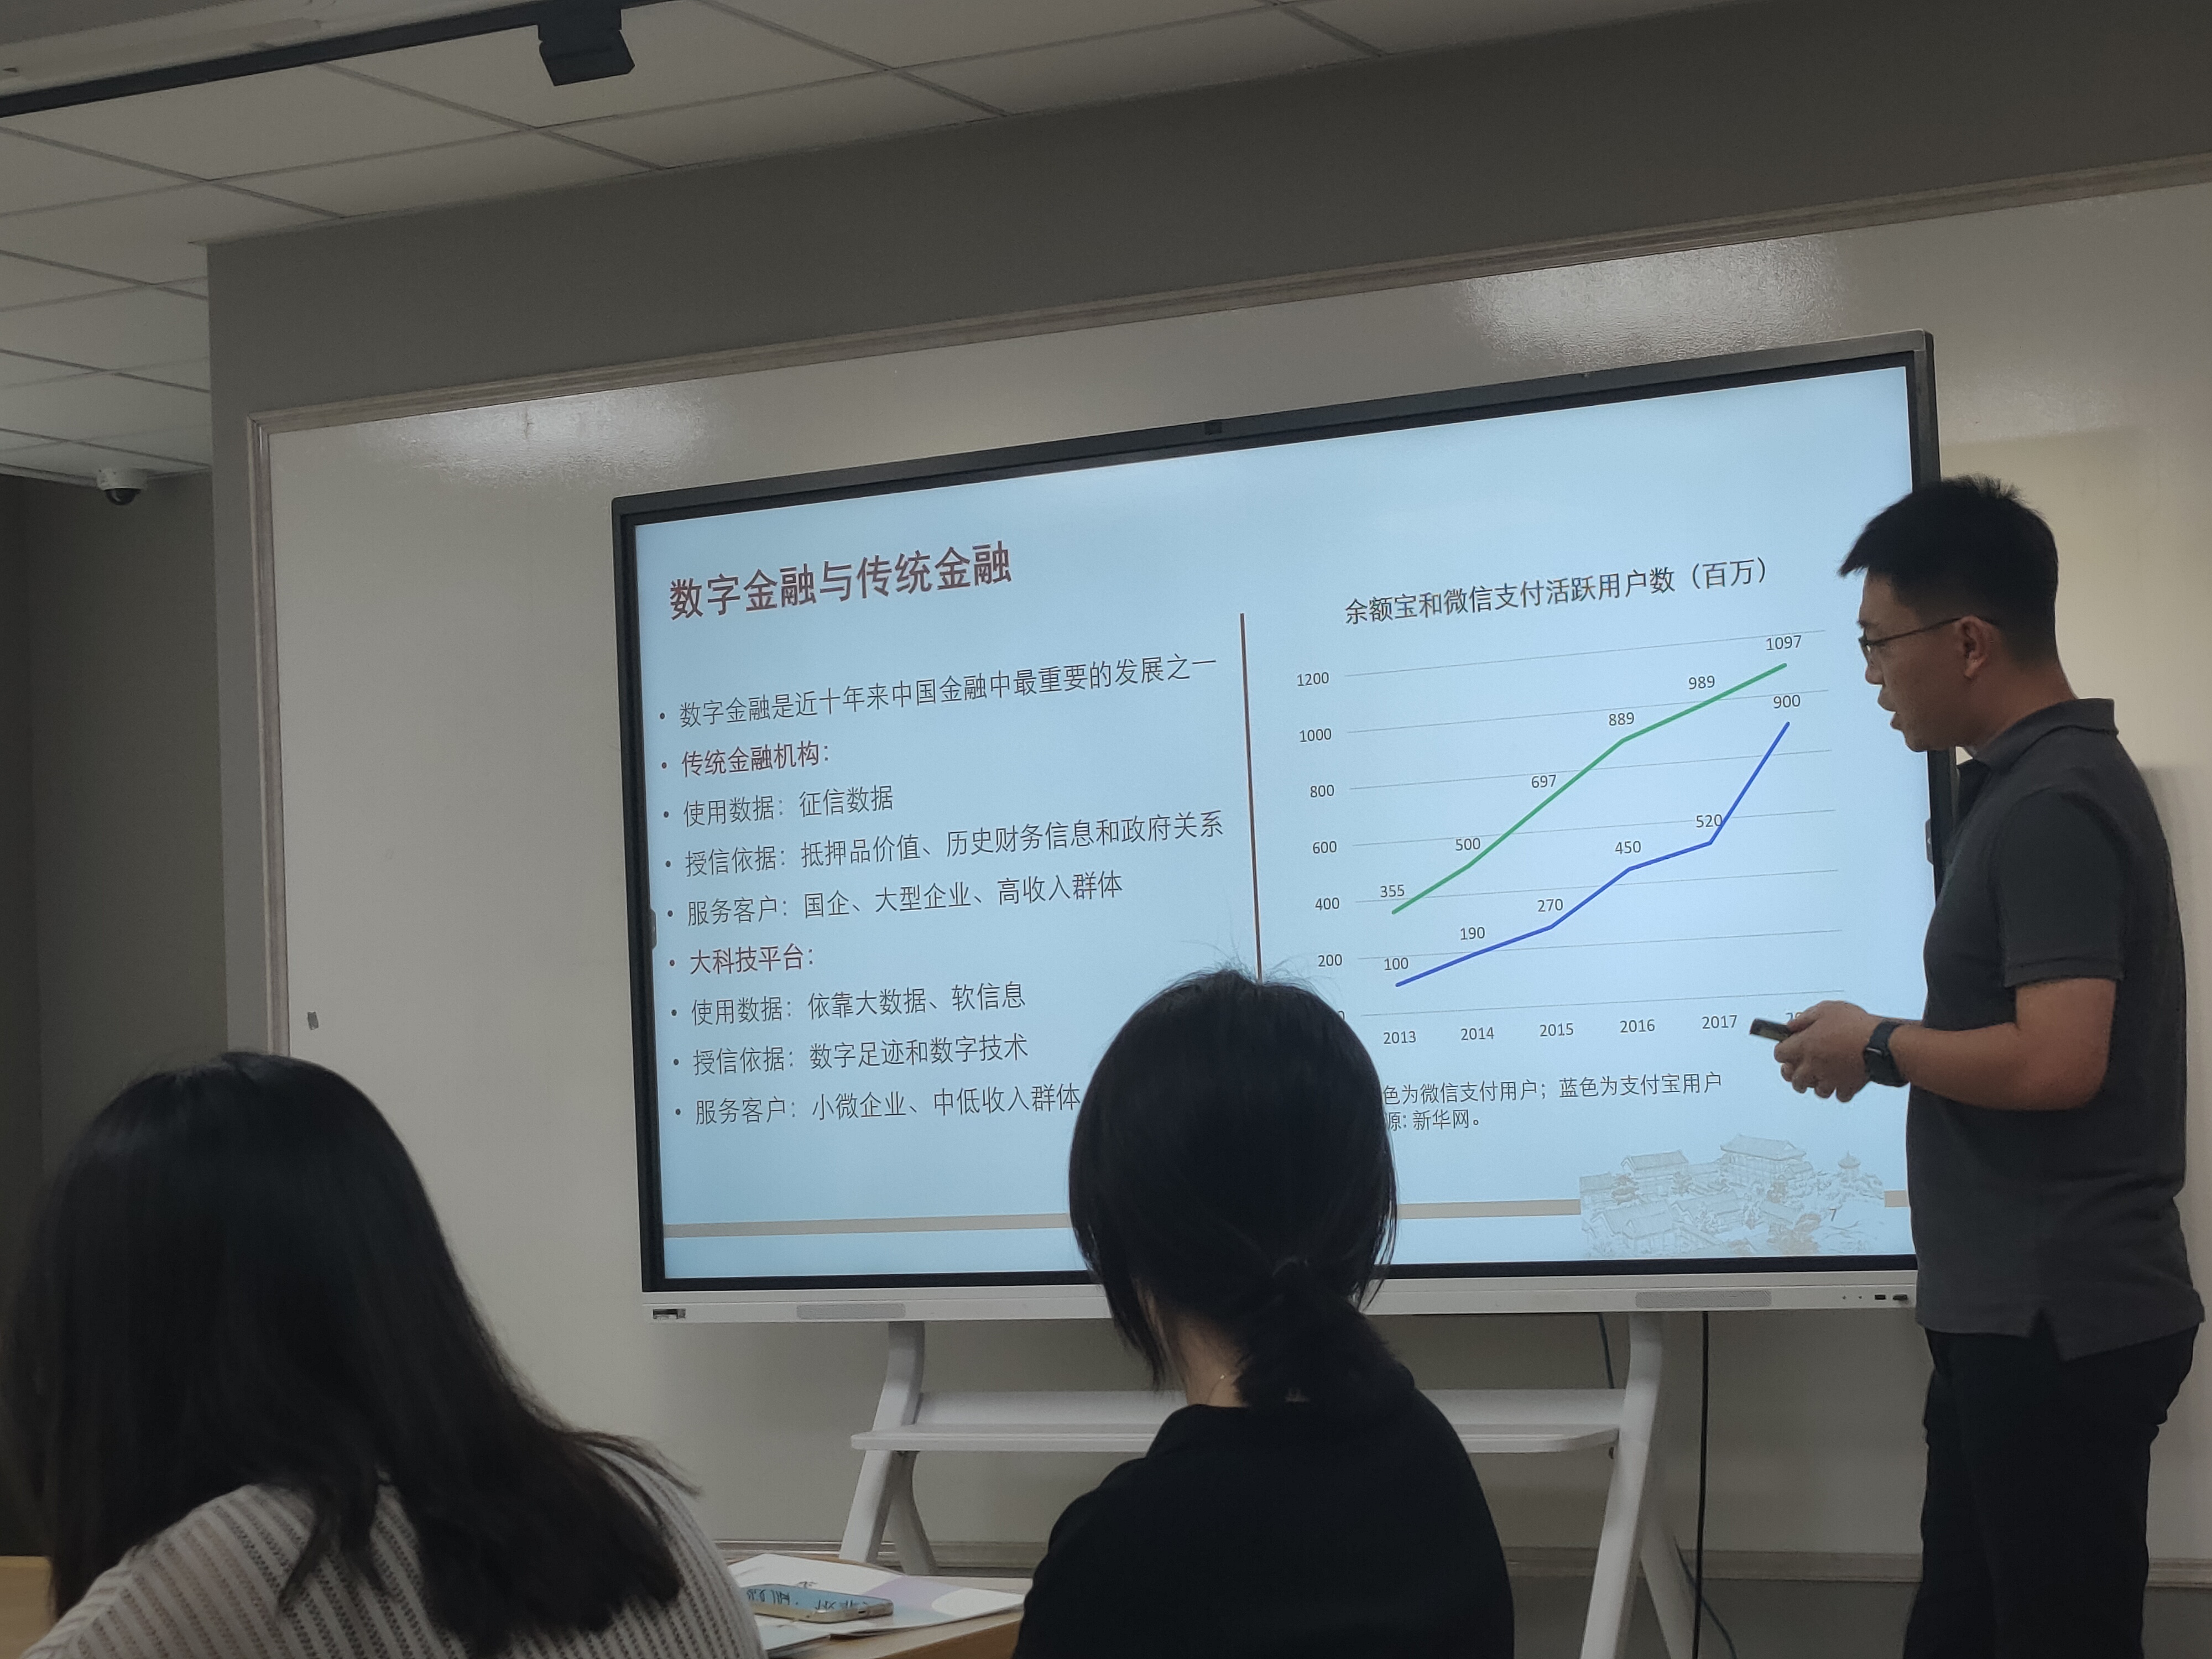 数字金融与传统金融
• 数字金融是近十年来中国金融中最重要的发展之一
• 传统金融机构：
• 使用数据：征信数据
• 授信依据：抵押品价值、历史财务信息和政府关系
• 服务客户：国企、大型企业、高收入群体
• 大科技平台：
• 使用数据：依靠大数据、软信息
• 授信依据：数字足迹和数字技术
• 服务客户：小微企业、中低收入群体
余额宝和微信支付活跃用户数（百万）
1200
1000
800
600
400
200
355
500
697
889
989
1097
100
190
270
450
520
900
2013
2014
2015
2016
2017
色为微信支付用户；蓝色为支付宝用户
源: 新华网。
7